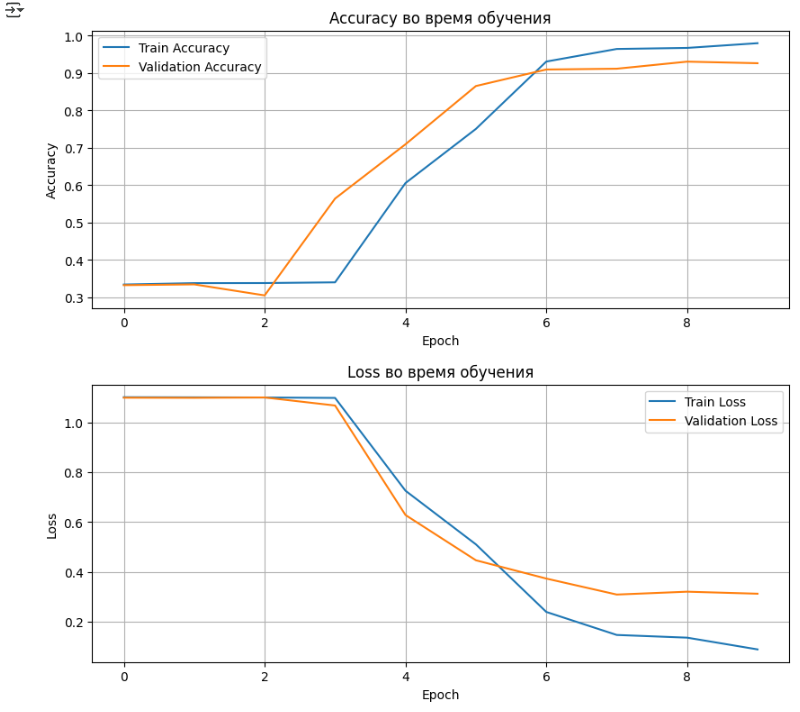 Accuracy во время обучения
Train Accuracy
Validation Accuracy
Accuracy
1.0
0.9
0.8
0.7
0.6
0.5
0.4
0.3
0 2 4 6 8
Epoch
Loss во время обучения
Train Loss
Validation Loss
Loss
1.0
0.8
0.6
0.4
0.2
0 2 4 6 8
Epoch